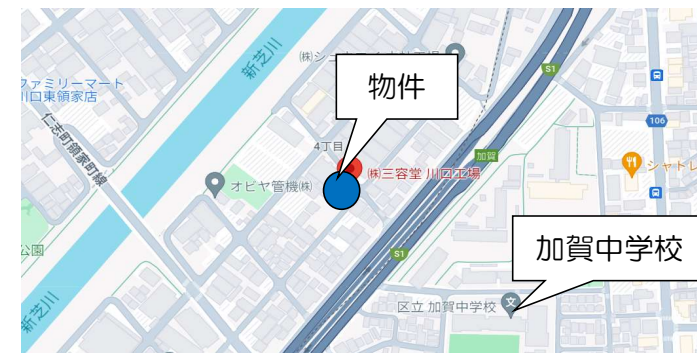 新芝川
ファミリーマート
川口東領家店
仁志町領家町線
物件
4丁目
(株)三容堂 川口工場
オビヤ管機(株)
加賀
S1
106
シャトレ
S1
加賀中学校
区立 加賀中学校
文
公園
新芝川